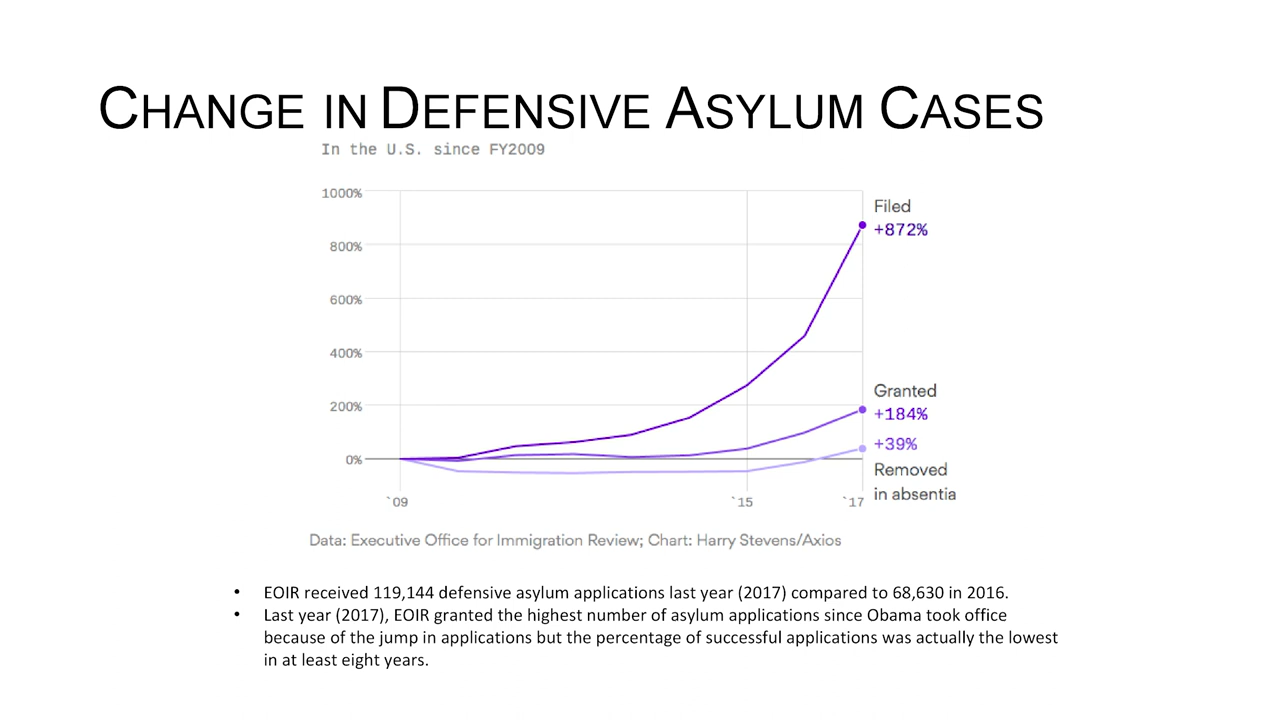 CHANGE IN DEFENSIVE ASYLUM CASES
In the U.S. since FY2009
1000%
800%
600%
400%
200%
0%
Filed
+872%
Granted
+184%
+39%
Removed
in absentia
`09
`15
`17
Data: Executive Office for Immigration Review; Chart: Harry Stevens/Axios
• EOIR received 119,144 defensive asylum applications last year (2017) compared to 68,630 in 2016.
• Last year (2017), EOIR granted the highest number of asylum applications since Obama took office
because of the jump in applications but the percentage of successful applications was actually the lowest
in at least eight years.